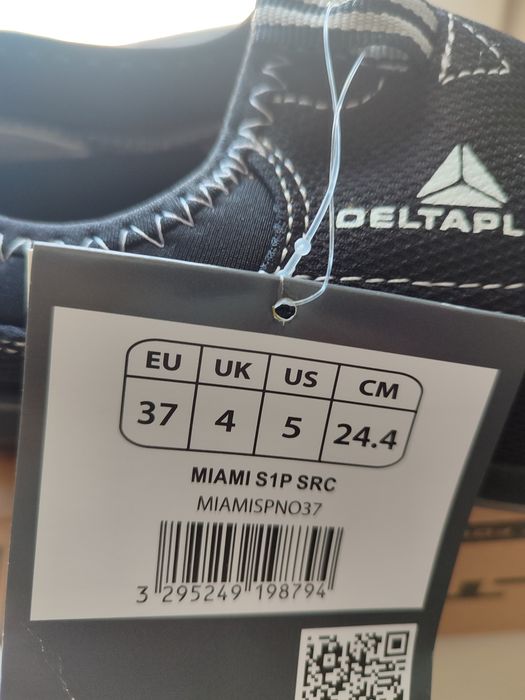 DELTAPL
EU UK US CM
37 4 5 24.4
MIAMI S1P SRC
MIAMISPNO37
3 295249 198794